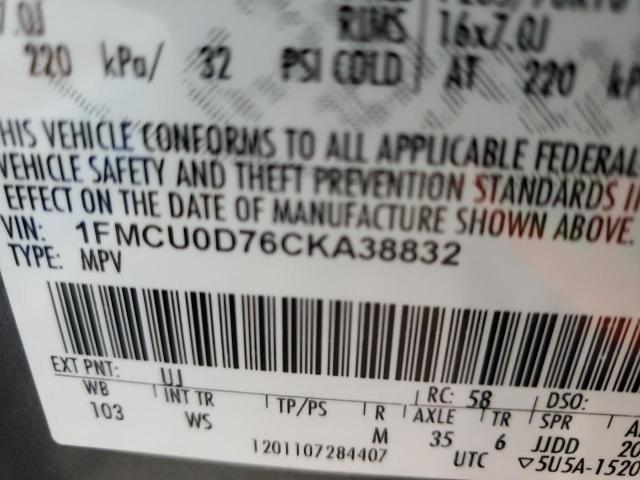 7.0J
RIMS 16x7.0J
220 kPa/ 32 PSI COLD AT 220
THIS VEHICLE CONFORMS TO ALL APPLICABLE FEDERAL
VEHICLE SAFETY AND THEFT PREVENTION STANDARDS
EFFECT ON THE DATE OF MANUFACTURE SHOWN ABOVE.
VIN: 1FMCU0D76CKA38832
TYPE: MPV
EXT PNT: UJ RC: 58 DSO:
WB INT TR TP/PS R AXLE TR SPR
103 WS M 35 6 JJDD
1201107284407 UTC ▽5U5A-1520